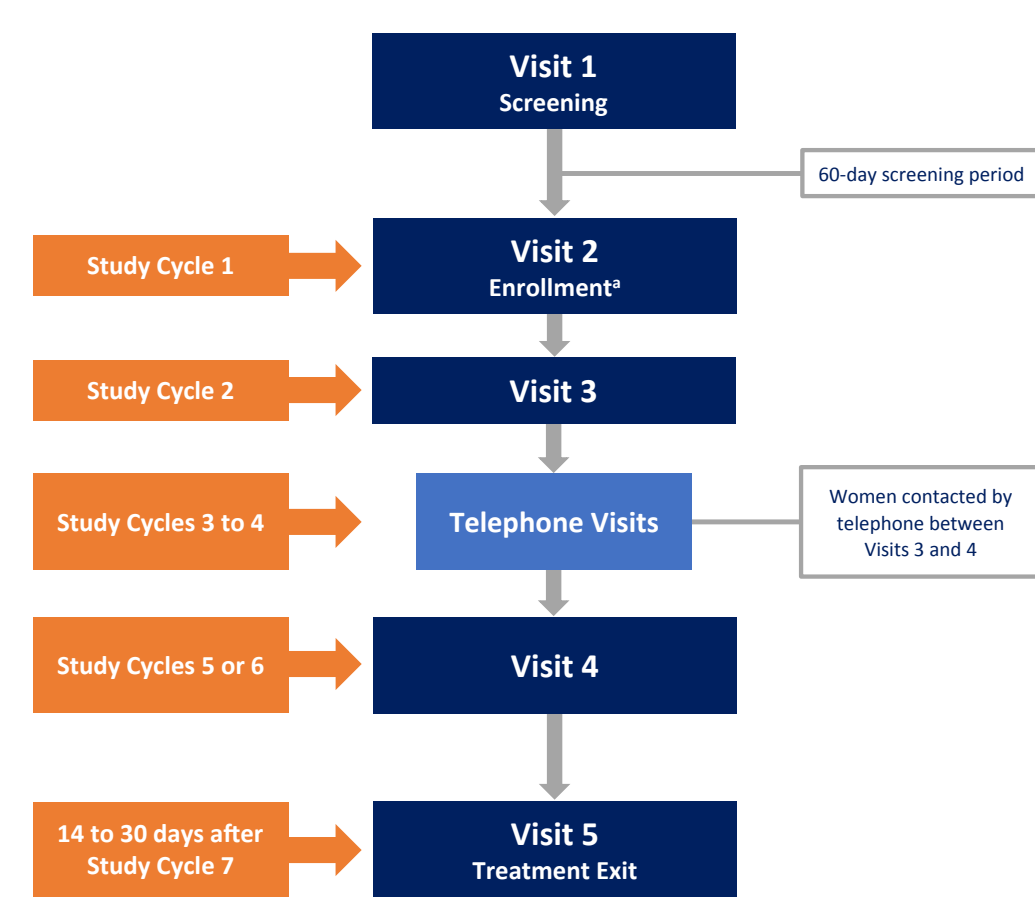 Visit 1
Screening
60-day screening period
Study Cycle 1
Visit 2
Enrollmentᵃ
Study Cycle 2
Visit 3
Study Cycles 3 to 4
Telephone Visits
Women contacted by
telephone between
Visits 3 and 4
Study Cycles 5 or 6
Visit 4
14 to 30 days after
Study Cycle 7
Visit 5
Treatment Exit